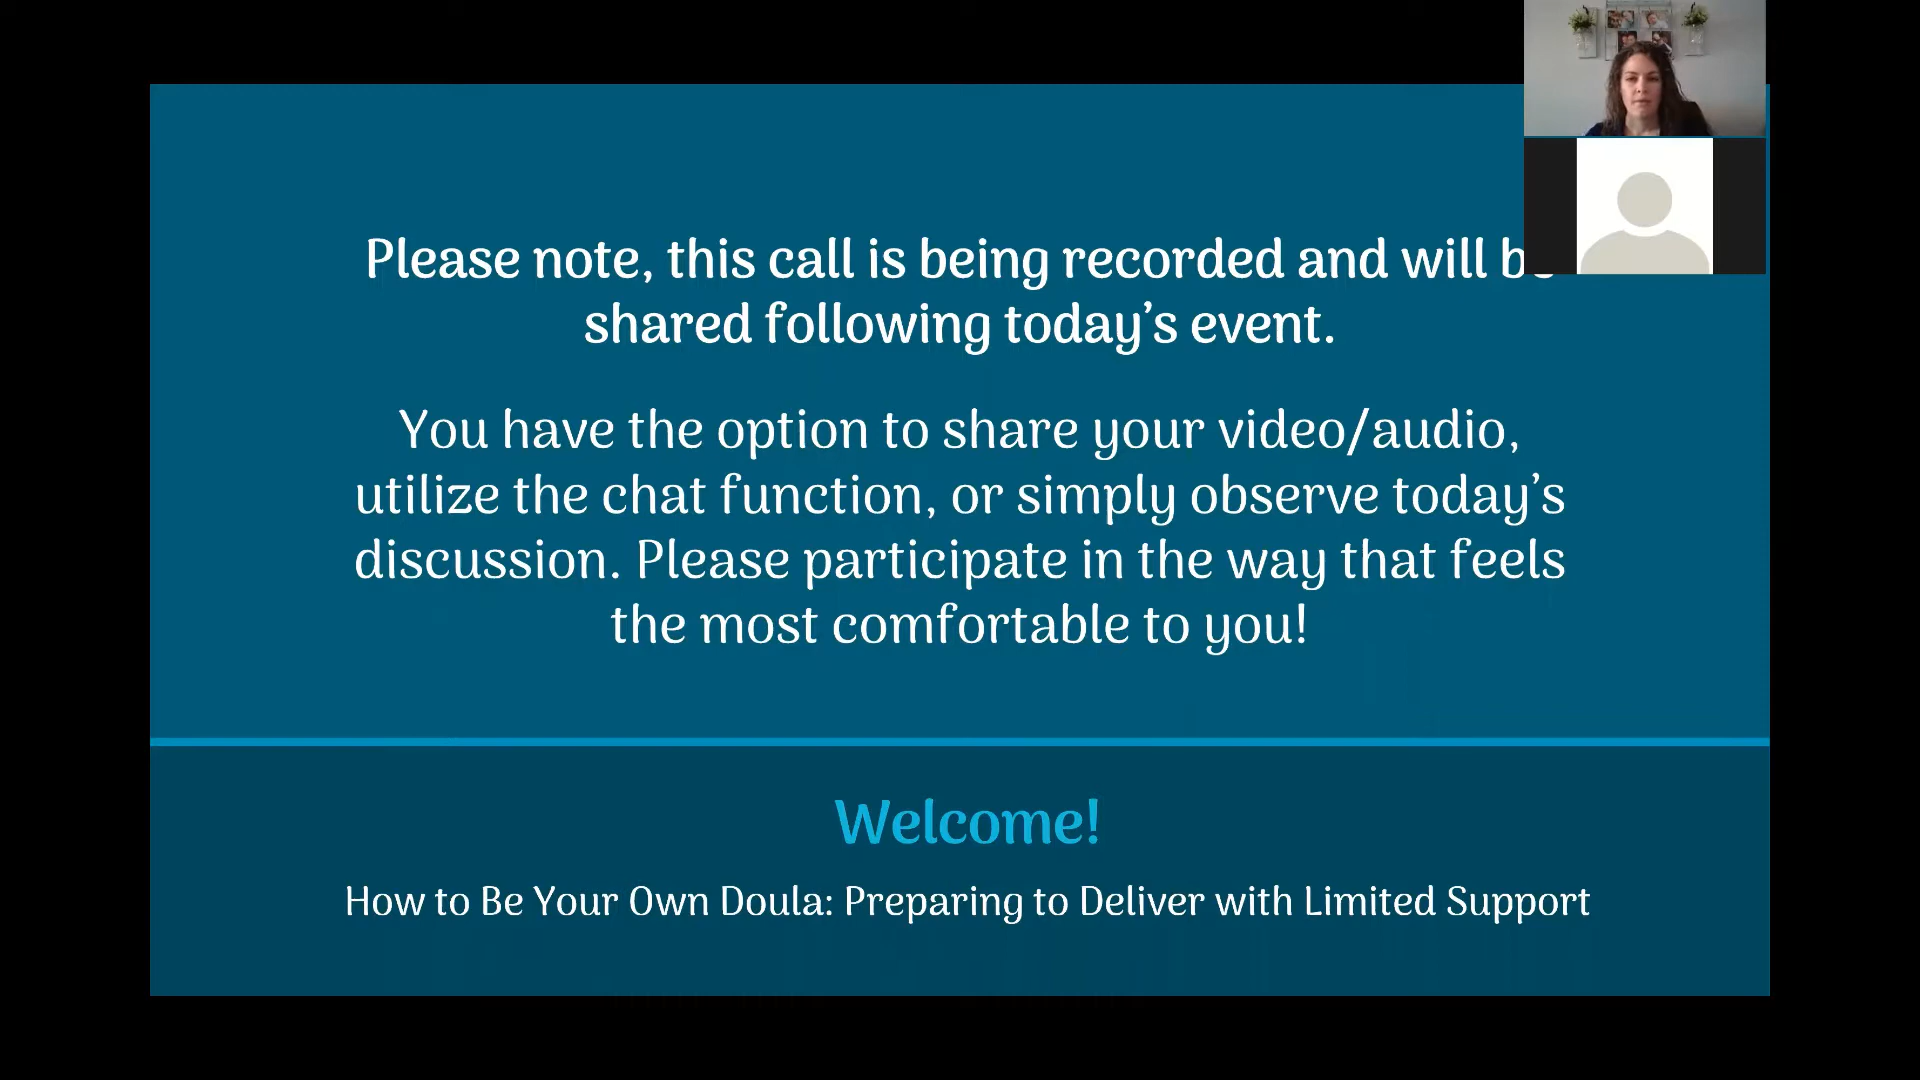 Please note, this call is being recorded and will be
shared following today's event.
You have the option to share your video/audio,
utilize the chat function, or simply observe today's
discussion. Please participate in the way that feels
the most comfortable to you!
Welcome!
How to Be Your Own Doula: Preparing to Deliver with Limited Support